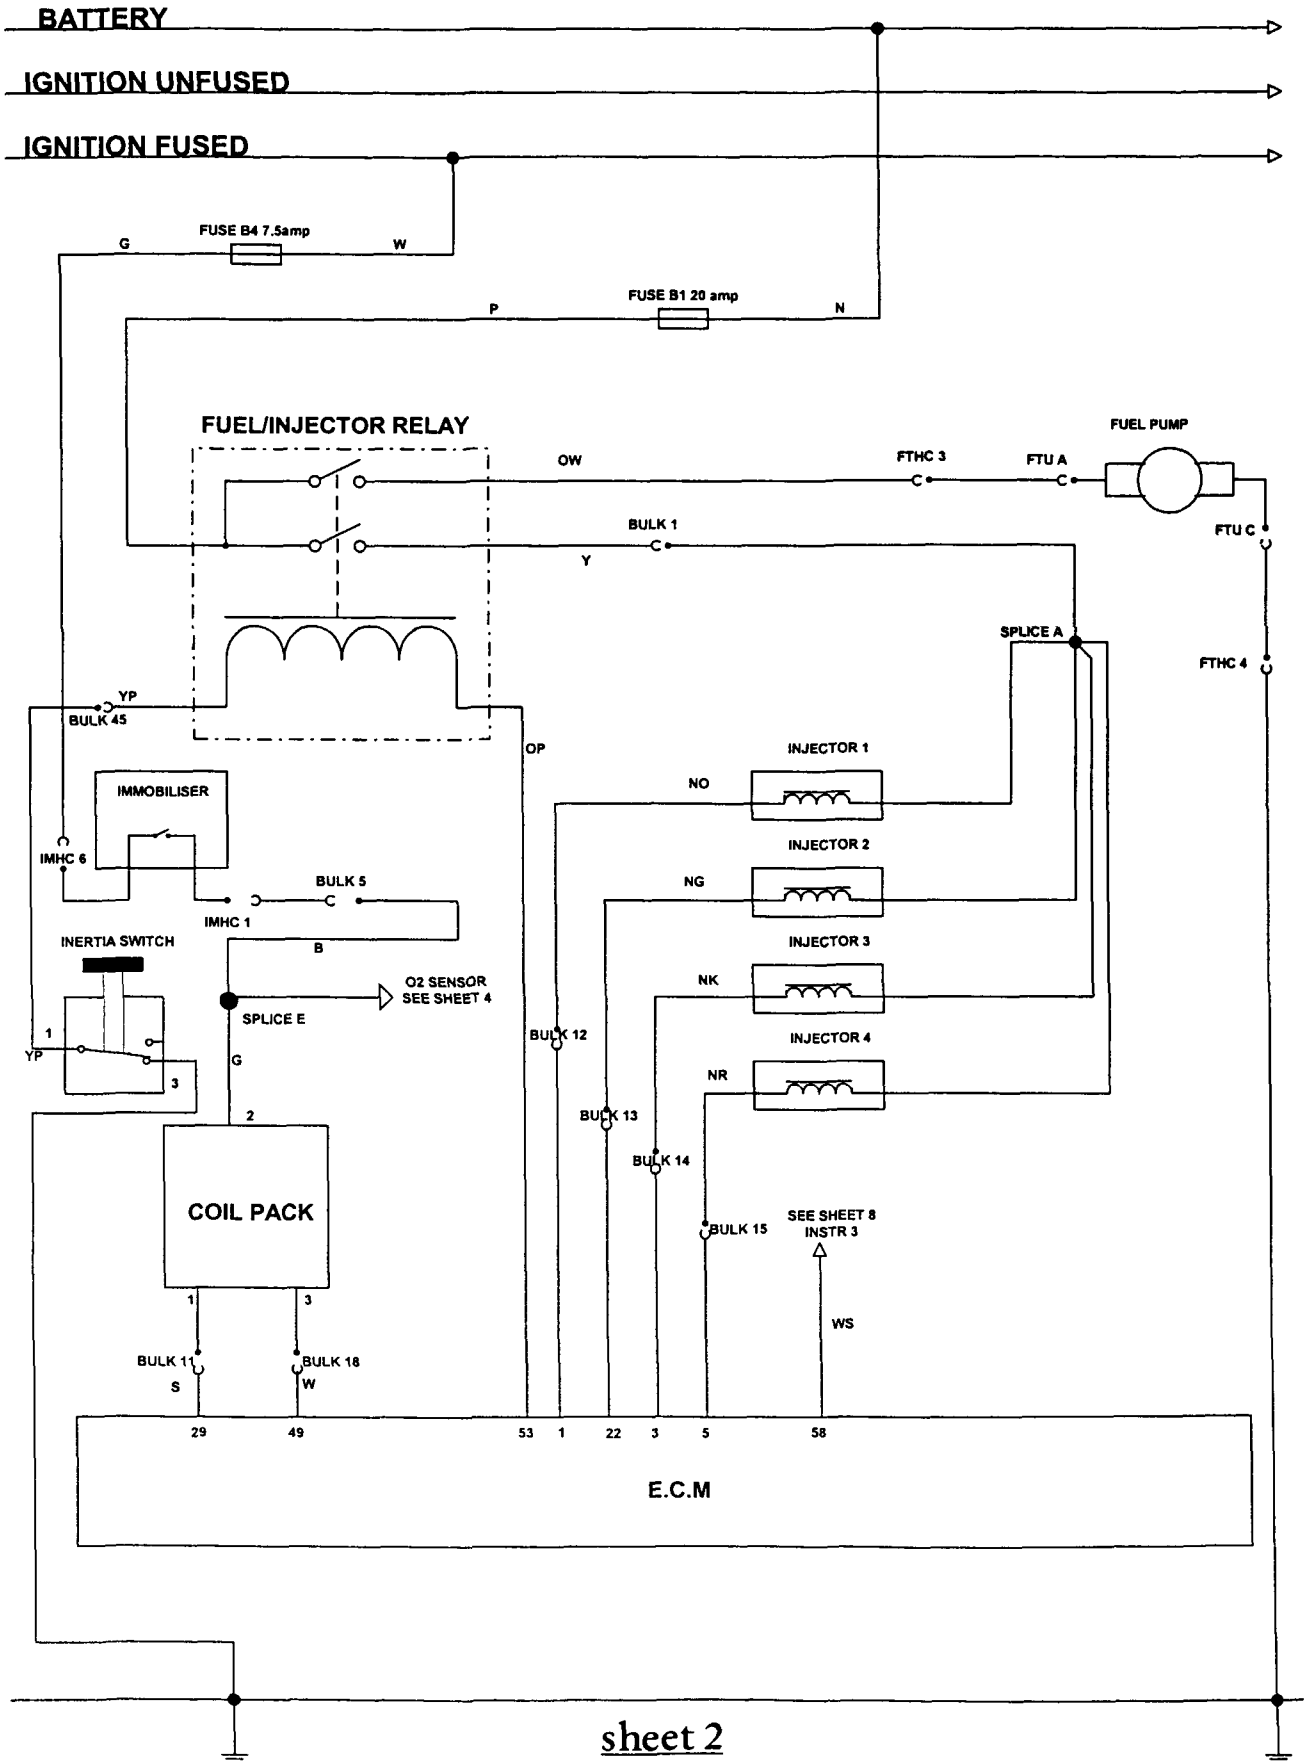 BATTERY
IGNITION UNFUSED
IGNITION FUSED
FUSE B4 7.5amp
G
W
FUSE B1 20 amp
P
N
FUEL/INJECTOR RELAY
FUEL PUMP
OW
FTHC 3
FTU A
BULK 1
FTU C
Y
SPLICE A
FTHC 4
YP
BULK 45
OP
INJECTOR 1
NO
IMMOBILISER
INJECTOR 2
IMHC 6
NG
BULK 5
IMHC 1
INERTIA SWITCH
B
INJECTOR 3
NK
O2 SENSOR
SEE SHEET 4
SPLICE E
1
YP
3
G
BULK 12
INJECTOR 4
NR
2
BULK 13
BULK 14
COIL PACK
SEE SHEET 8
INSTR 3
BULK 15
1
3
WS
BULK 11
BULK 18
S
W
29
49
53
1
22
3
5
58
E.C.M
sheet 2